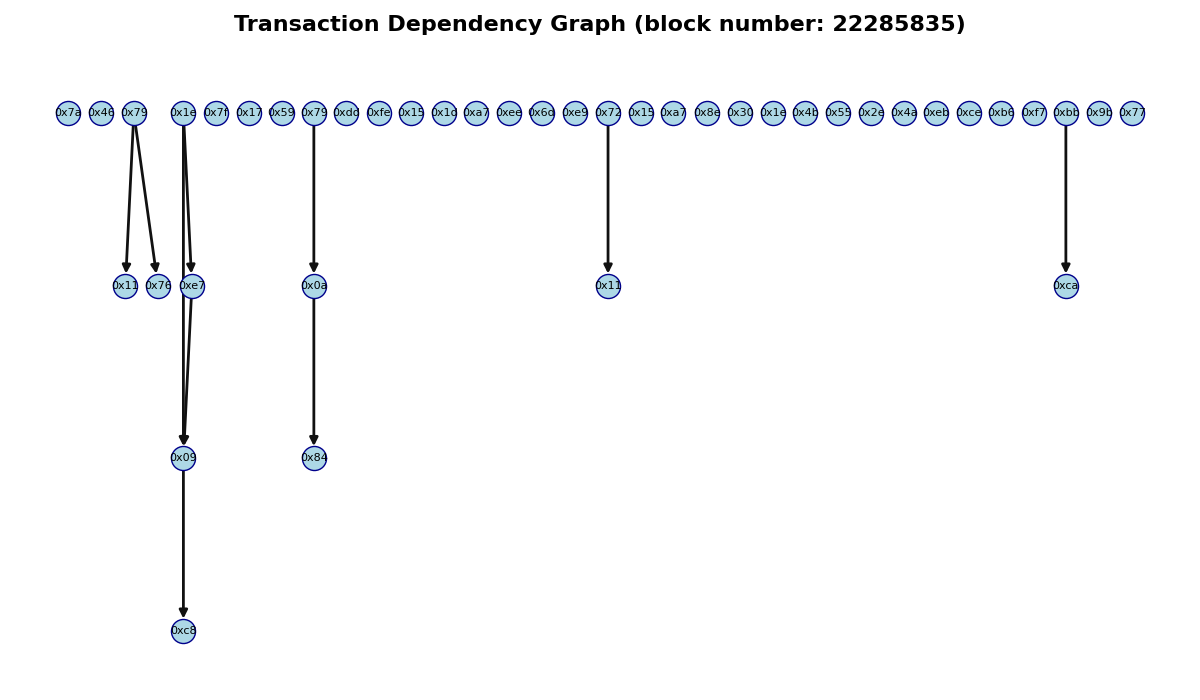 Transaction Dependency Graph (block number: 22285835)
0x7a 0x46 0x79 0x1e 0x7f 0x17 0x59 0x79 0xdd 0xfe 0x15 0x1d 0xa7 0xee 0x6d 0xe9 0x72 0x15 0xa7 0x8e 0x30 0x1e 0x4b 0x55 0x2e 0x4a 0xeb 0xce 0xb6 0xf7 0xbb 0x9b 0x77
0x11 0x76 0xe7 0x0a 0x11 0xca
0x09 0x84
0xc8